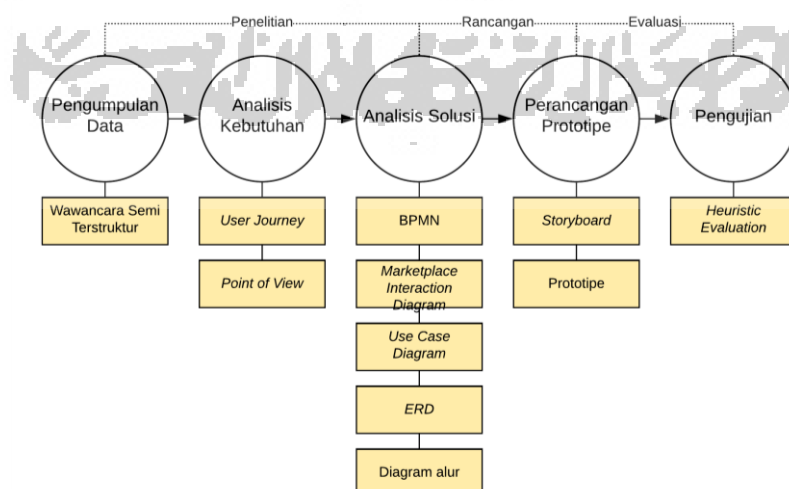 Penelitian
Rancangan
Evaluasi
Pengumpulan
Data
Analisis
Kebutuhan
Analisis Solusi
Perancangan
Prototipe
Pengujian
Wawancara Semi
Terstruktur
User Journey
Point of View
BPMN
Marketplace
Interaction
Diagram
Use Case
Diagram
ERD
Diagram alur
Storyboard
Prototipe
Heuristic
Evaluation